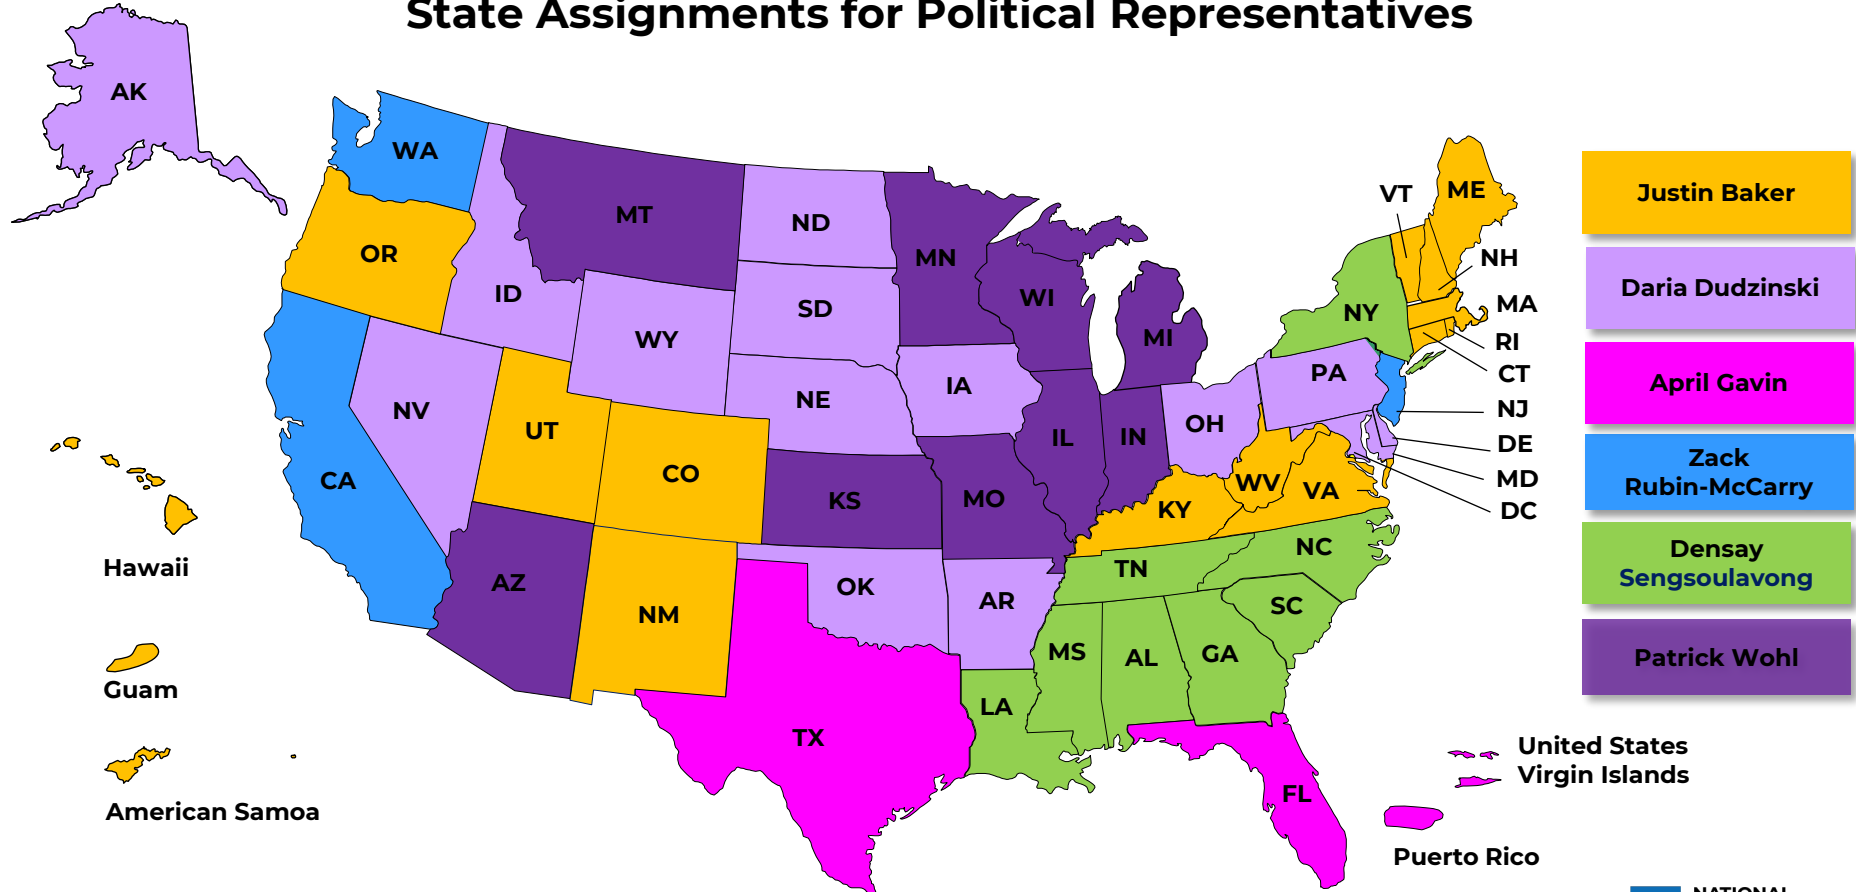 State Assignments for Political Representatives
AK
WA
MT
ND
MN
VT
ME
OR
ID
WY
SD
WI
MI
NY
NH
MA
RI
CT
NJ
DE
MD
DC
NV
UT
CO
NE
IA
IL
IN
OH
PA
CA
KS
MO
KY
WV
VA
AZ
NM
OK
AR
TN
NC
SC
MS
AL
GA
LA
TX
FL
Hawaii
Guam
American Samoa
United States
Virgin Islands
Puerto Rico
Justin Baker
Daria Dudzinski
April Gavin
Zack
Rubin-McCarry
Densay
Sengsoulavong
Patrick Wohl
NATIONAL